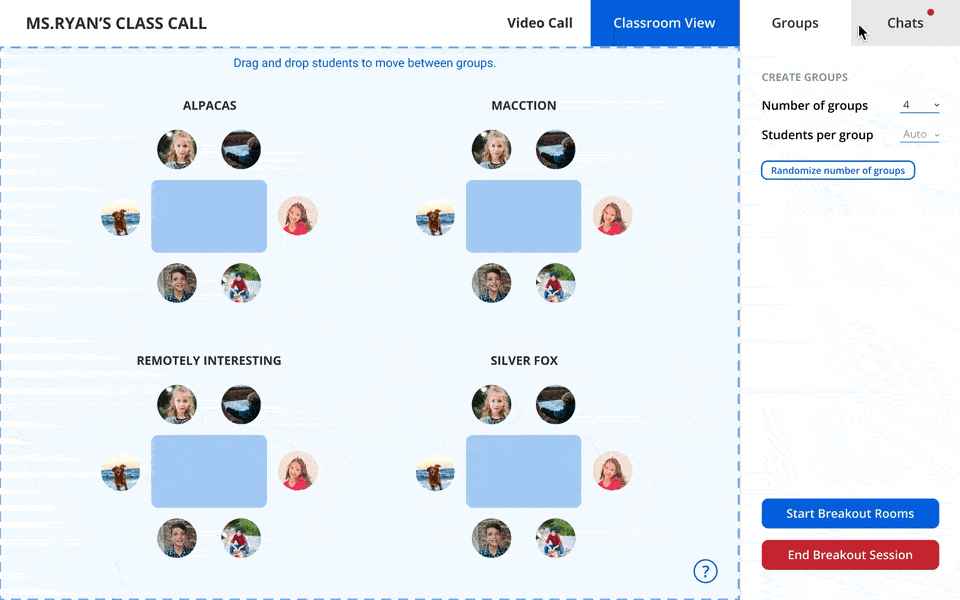 MS.RYAN’S CLASS CALL
Video Call
Classroom View
Groups
Chats
Drag and drop students to move between groups.
ALPACAS
MACCTION
REMOTELY INTERESTING
SILVER FOX
?
CREATE GROUPS
Number of groups 4
Students per group Auto
Randomize number of groups
Start Breakout Rooms
End Breakout Session